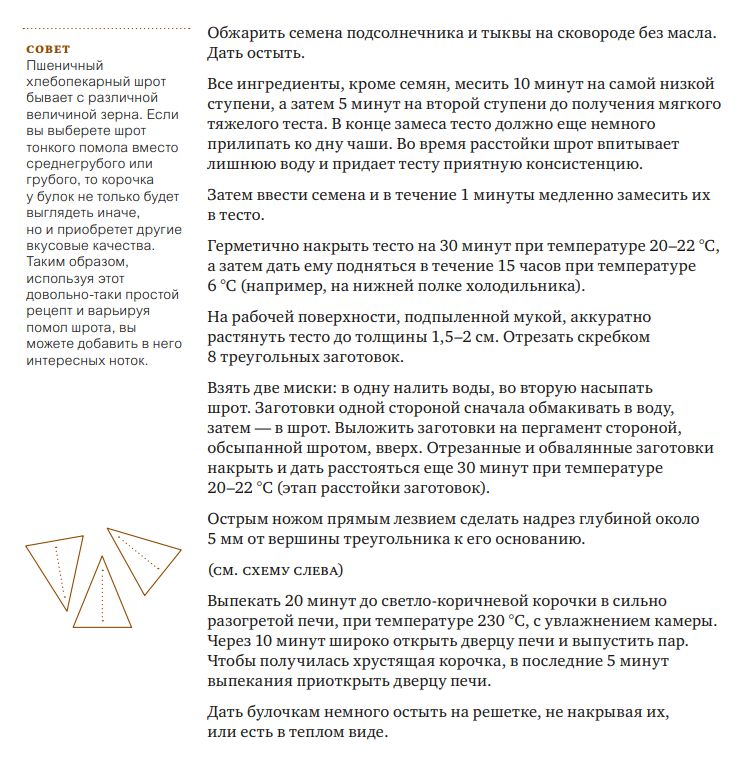 СОВЕТ
Пшеничный
хлебопекарный шрот
бывает с различной
величиной зерна. Если
вы выберете шрот
тонкого помола вместо
среднегрубого или
грубого, то корочка
у булок не только будет
выглядеть иначе,
но и приобретет другие
вкусовые качества.
Таким образом,
используя этот
довольно-таки простой
рецепт и варьируя
помол шрота, вы
можете добавить в него
интересных ноток.
Обжарить семена подсолнечника и тыквы на сковороде без масла.
Дать остыть.
Все ингредиенты, кроме семян, месить 10 минут на самой низкой
ступени, а затем 5 минут на второй ступени до получения мягкого
тяжелого теста. В конце замеса тесто должно еще немного
прилипать ко дну чаши. Во время расстойки шрот впитывает
лишнюю воду и придает тесту приятную консистенцию.
Затем ввести семена и в течение 1 минуты медленно замесить их
в тесто.
Герметично накрыть тесто на 30 минут при температуре 20–22 °C,
а затем дать ему подняться в течение 15 часов при температуре
6 °C (например, на нижней полке холодильника).
На рабочей поверхности, подпыленной мукой, аккуратно
растянуть тесто до толщины 1,5–2 см. Отрезать скребком
8 треугольных заготовок.
Взять две миски: в одну налить воды, во вторую насыпать
шрот. Заготовки одной стороной сначала обмакивать в воду,
затем — в шрот. Выложить заготовки на пергамент стороной,
обсыпанной шротом, вверх. Отрезанные и обвалянные заготовки
накрыть и дать расстояться еще 30 минут при температуре
20–22 °C (этап расстойки заготовок).
Острым ножом прямым лезвием сделать надрез глубиной около
5 мм от вершины треугольника к его основанию.
(СМ. СХЕМУ СЛЕВА)
Выпекать 20 минут до светло-коричневой корочки в сильно
разогретой печи, при температуре 230 °C, с увлажнением камеры.
Через 10 минут широко открыть дверцу печи и выпустить пар.
Чтобы получилась хрустящая корочка, в последние 5 минут
выпекания приоткрыть дверцу печи.
Дать булочкам немного остыть на решетке, не накрывая их,
или есть в теплом виде.